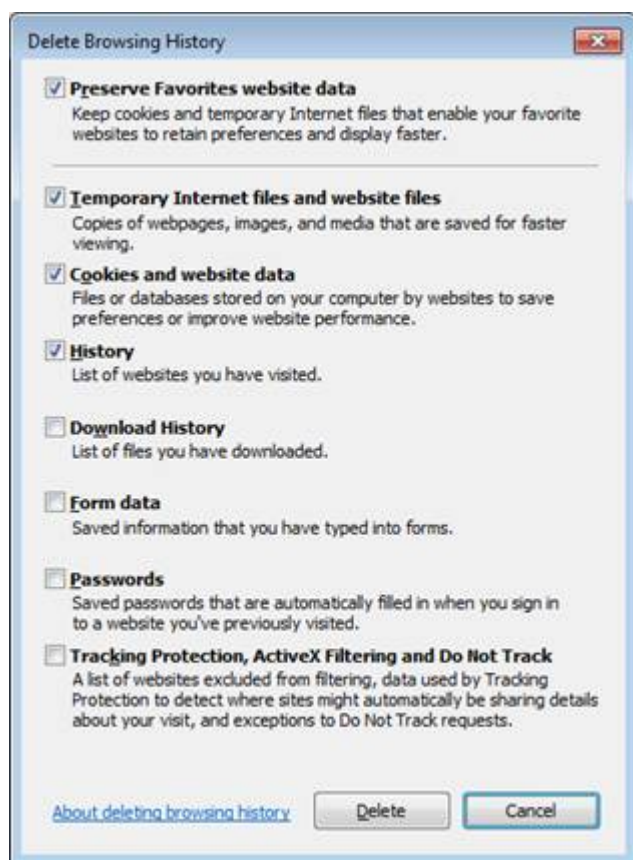 Delete Browsing History
Preserve Favorites website data
Keep cookies and temporary Internet files that enable your favorite
websites to retain preferences and display faster.
Temporary Internet files and website files
Copies of webpages, images, and media that are saved for faster
viewing.
Cookies and website data
Files or databases stored on your computer by websites to save
preferences or improve website performance.
History
List of websites you have visited.
Download History
List of files you have downloaded.
Form data
Saved information that you have typed into forms.
Passwords
Saved passwords that are automatically filled in when you sign in
to a website you've previously visited.
Tracking Protection, ActiveX Filtering and Do Not Track
A list of websites excluded from filtering, data used by Tracking
Protection to detect where sites might automatically be sharing details
about your visit, and exceptions to Do Not Track requests.
About deleting browsing history
Delete
Cancel